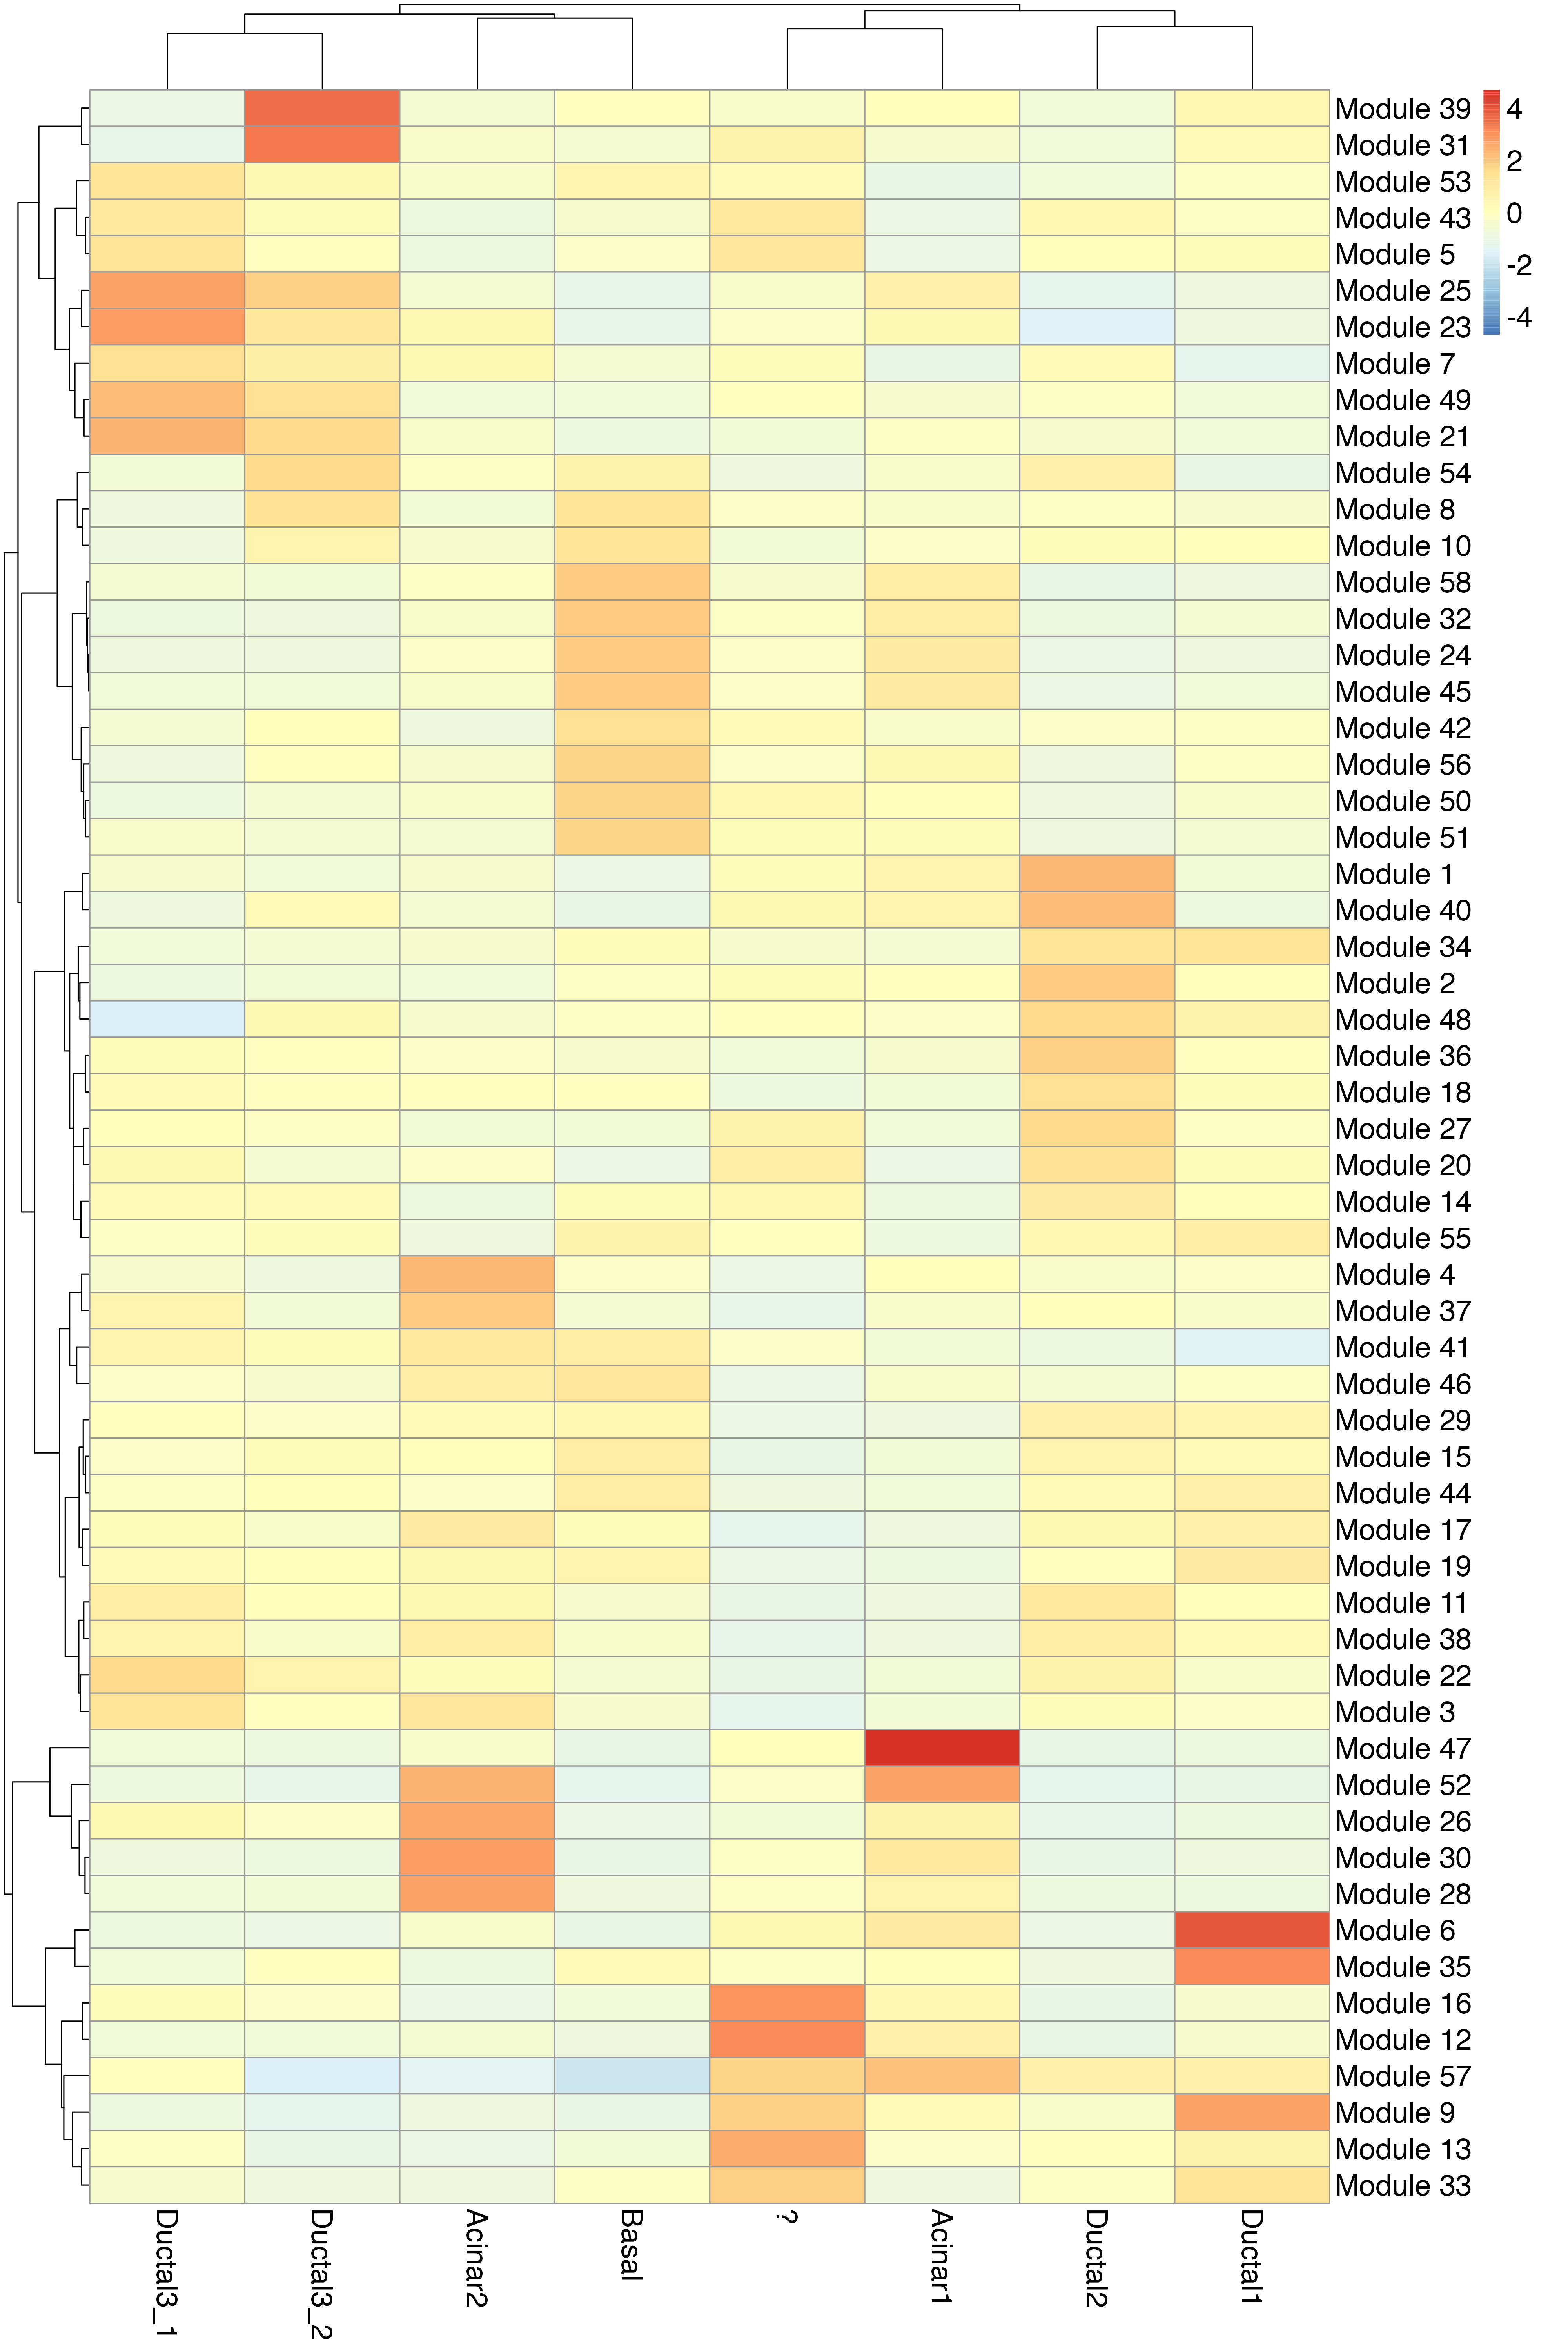 Module 39
Module 31
Module 53
Module 43
Module 5
Module 25
Module 23
Module 7
Module 49
Module 21
Module 54
Module 8
Module 10
Module 58
Module 32
Module 24
Module 45
Module 42
Module 56
Module 50
Module 51
Module 1
Module 40
Module 34
Module 2
Module 48
Module 36
Module 18
Module 27
Module 20
Module 14
Module 55
Module 4
Module 37
Module 41
Module 46
Module 29
Module 15
Module 44
Module 17
Module 19
Module 11
Module 38
Module 22
Module 3
Module 47
Module 52
Module 26
Module 30
Module 28
Module 6
Module 35
Module 16
Module 12
Module 57
Module 9
Module 13
Module 33
4
2
0
-2
-4
Ductal3_1
Ductal3_2
Acinar2
Basal
?
Acinar1
Ductal2
Ductal1